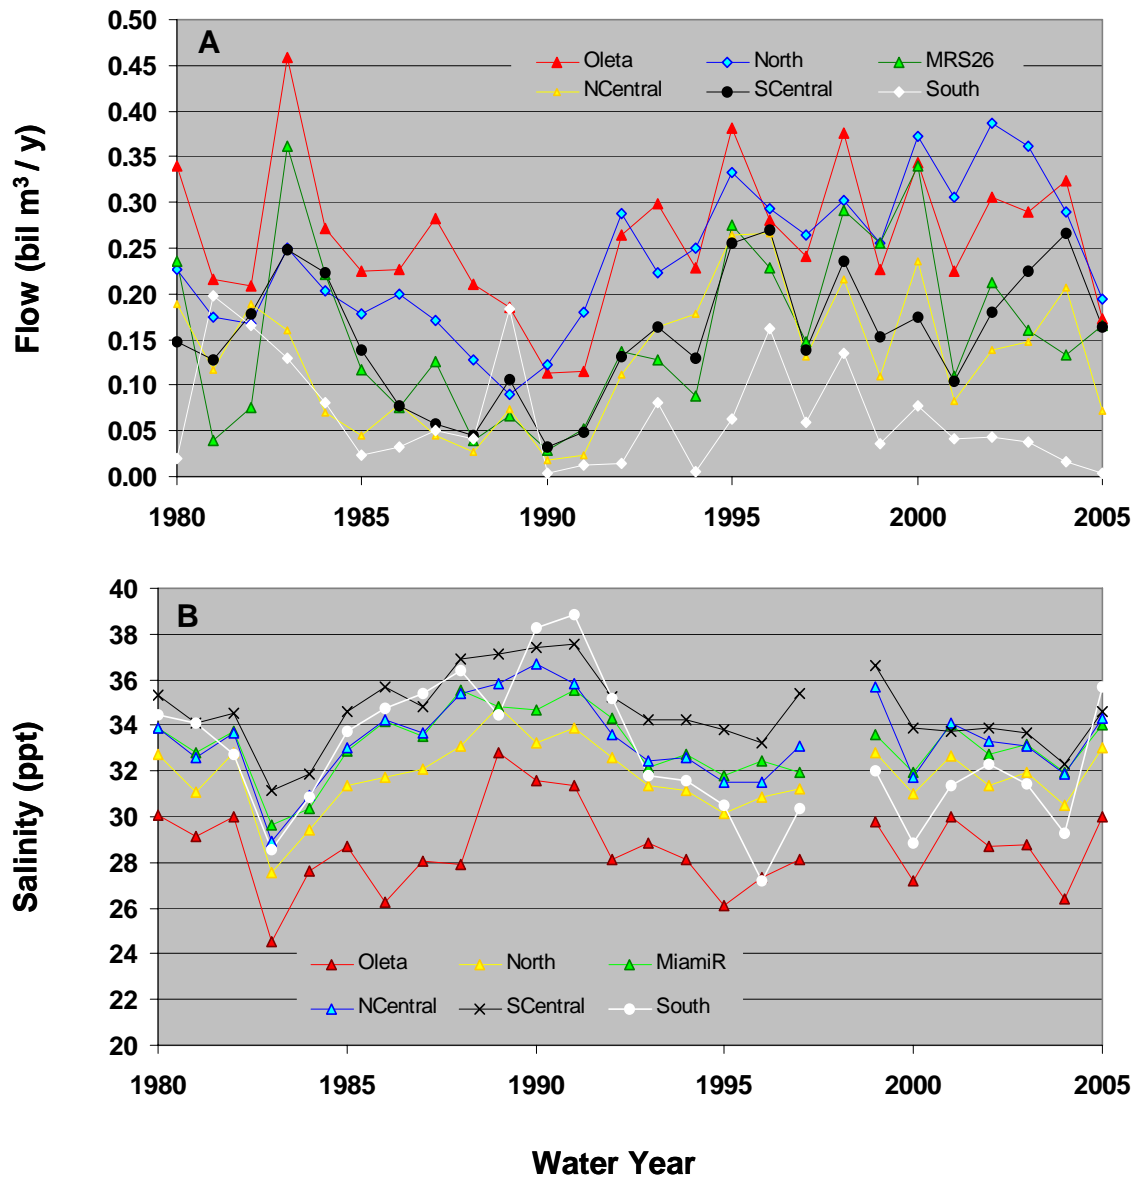 A
Oleta North MRS26
NCentral SCentral South
Flow (bil m³ / y)
0.50
0.45
0.40
0.35
0.30
0.25
0.20
0.15
0.10
0.05
0.00
1980 1985 1990 1995 2000 2005
B
Salinity (ppt)
40
38
36
34
32
30
28
26
24
22
20
Oleta North MiamiR
NCentral SCentral South
1980 1985 1990 1995 2000 2005
Water Year